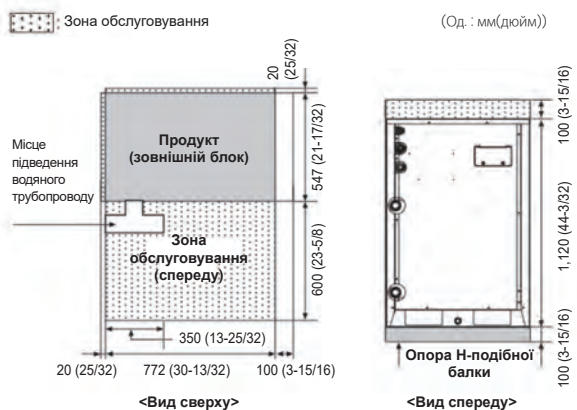 : Зона обслуговування
(Од. : мм(дюйм))
20
(25/32)
Продукт
(зовнішній блок)
547 (21-17/32)
Місце
підведення
водяного
трубопроводу
Зона
обслуговування
(спереду)
600 (23-5/8)
350 (13-25/32)
20 (25/32)
772 (30-13/32)
100 (3-15/16)
<Вид сверху>
100 (3-15/16)
1,120 (44-3/32)
100 (3-15/16)
Опора Н-подібної
балки
<Вид спереду>